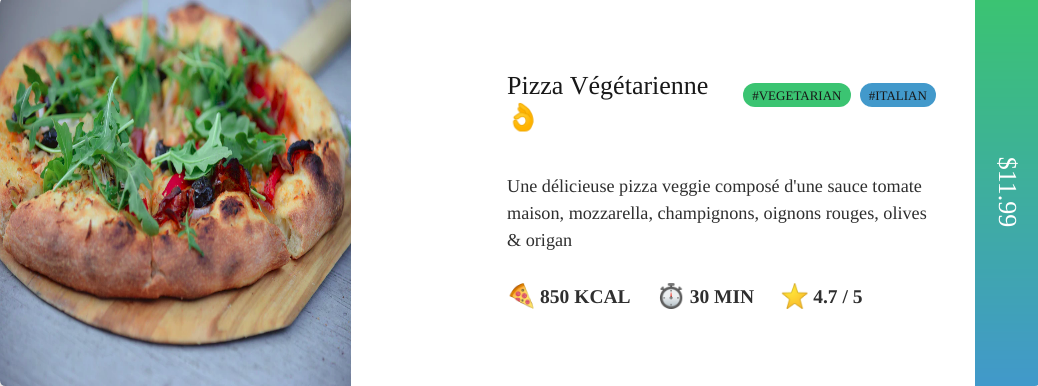 Pizza Végétarienne
👌
#VEGETARIAN
#ITALIAN
Une délicieuse pizza veggie composé d'une sauce tomate
maison, mozzarella, champignons, oignons rouges, olives
& origan
🍕 850 KCAL ⏱️ 30 MIN ⭐ 4.7 / 5
$11.99